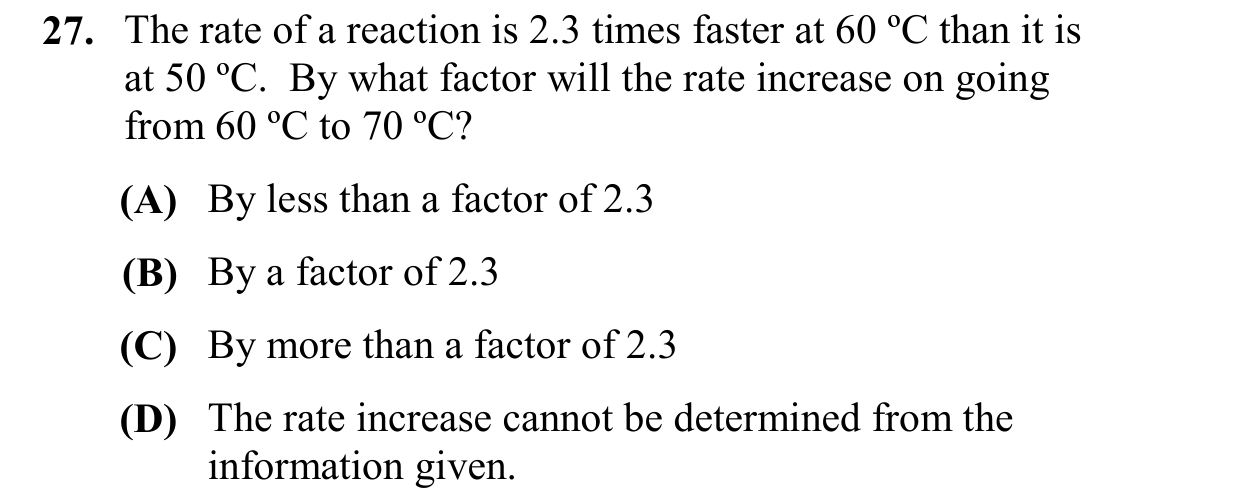 27. The rate of a reaction is 2.3 times faster at 60 ºC than it is
at 50 ºC. By what factor will the rate increase on going
from 60 ºC to 70 ºC?
(A) By less than a factor of 2.3
(B) By a factor of 2.3
(C) By more than a factor of 2.3
(D) The rate increase cannot be determined from the
information given.